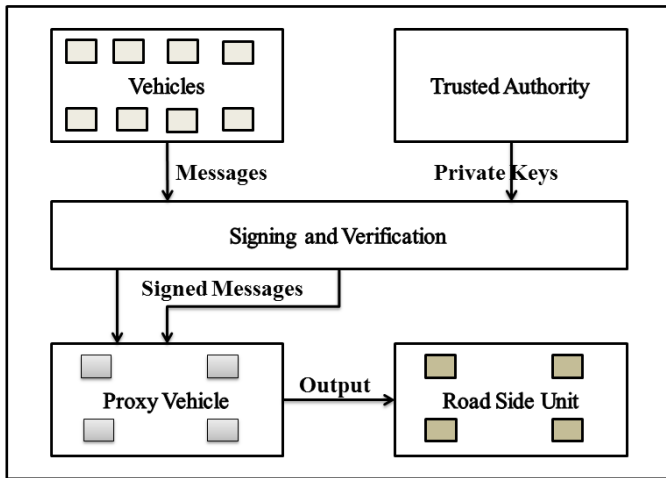 Vehicles
Trusted Authority
Messages
Private Keys
Signing and Verification
Signed Messages
Proxy Vehicle
Output
Road Side Unit